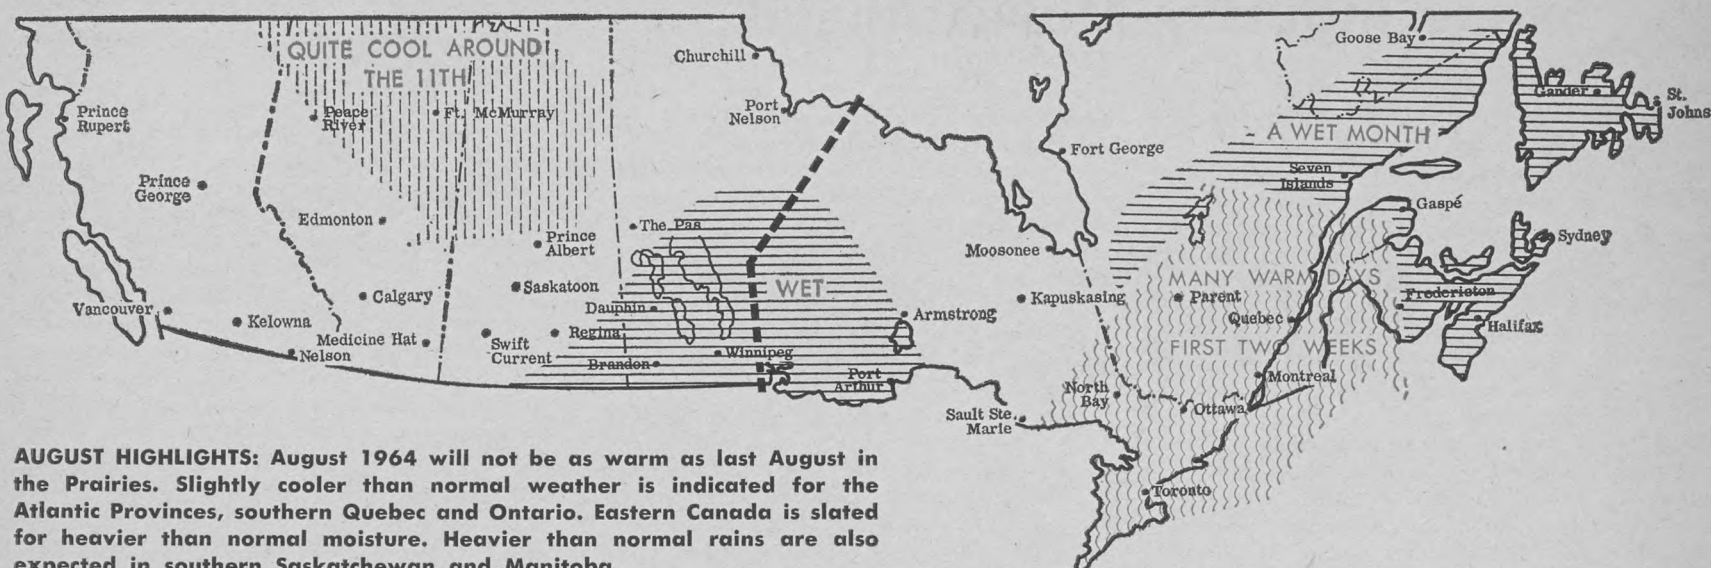 QUITE COOL AROUND
THE 11TH
Churchill
Goose Bay
Gander
St.
Johns
Prince
Rupert
Peace
River
Ft. McMurray
Port
Nelson
A WET MONTH
Fort George
Seven
Islands
Prince
George
Edmonton
The Pas
Gaspé
Prince
Albert
Moosonee
Sydney
MANY WARM DAYS
Saskatoon
WET
Calgary
Kapuskasing
Parent
Fredericton
Vancouver
Dauphin
Armstrong
Quebec
Kelowna
Halifax
Medicine Hat
Swift
Current
Regina
FIRST TWO WEEKS
Nelson
Winnipeg
Brandon
Port
Arthur
Montreal
North
Bay
Ottawa
Sault Ste.
Marie
Toronto
AUGUST HIGHLIGHTS: August 1964 will not be as warm as last August in
the Prairies. Slightly cooler than normal weather is indicated for the
Atlantic Provinces, southern Quebec and Ontario. Eastern Canada is slated
for heavier than normal moisture. Heavier than normal rains are also
expected in southern Saskatchewan and Manitoba.